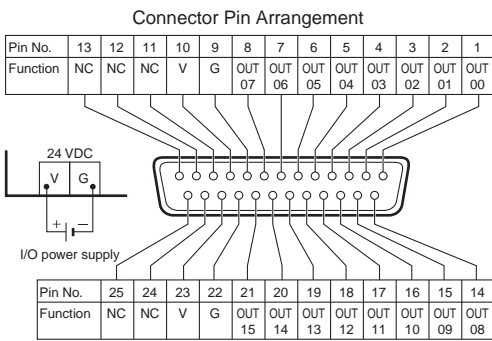 Connector Pin Arrangement
Pin No. 13 12 11 10 9 8 7 6 5 4 3 2 1
Function NC NC NC V G OUT 07 OUT 06 OUT 05 OUT 04 OUT 03 OUT 02 OUT 01 OUT 00
24 VDC
V G
+ −
I/O power supply
Pin No. 25 24 23 22 21 20 19 18 17 16 15 14
Function NC NC V G OUT 15 OUT 14 OUT 13 OUT 12 OUT 11 OUT 10 OUT 09 OUT 08